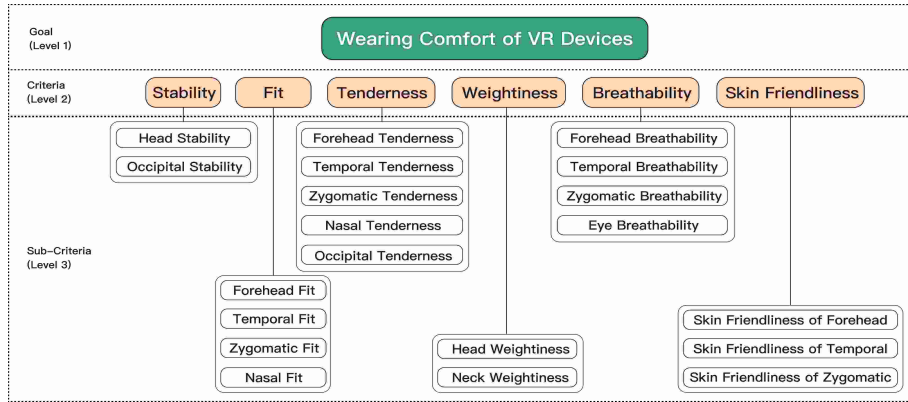 Goal
(Level 1)
Wearing Comfort of VR Devices
Criteria
(Level 2)
Stability
Fit
Tenderness
Weightiness
Breathability
Skin Friendliness
Sub-Criteria
(Level 3)
Head Stability
Occipital Stability
Forehead Fit
Temporal Fit
Zygomatic Fit
Nasal Fit
Forehead Tenderness
Temporal Tenderness
Zygomatic Tenderness
Nasal Tenderness
Occipital Tenderness
Head Weightiness
Neck Weightiness
Forehead Breathability
Temporal Breathability
Zygomatic Breathability
Eye Breathability
Skin Friendliness of Forehead
Skin Friendliness of Temporal
Skin Friendliness of Zygomatic